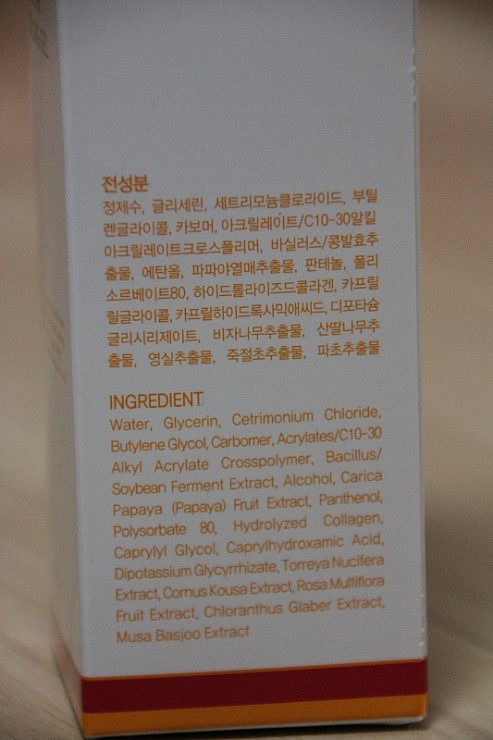 전성분
정제수, 글리세린, 세트리모늄클로라이드, 부틸
렌글라이콜, 카보머, 아크릴레이트/C10-30알킬
아크릴레이트크로스폴리머, 바실러스/콩발효추
출물, 에탄올, 파파야열매추출물, 판테놀, 폴리
소르베이트80, 하이드롤라이즈드콜라겐, 카프릴
릴글라이콜, 카프릴하이드록사믹애씨드, 디포타슘
글리시리제이트, 비자나무추출물, 산딸나무추
출물, 영실추출물, 죽절초추출물, 파초추출물
INGREDIENT
Water, Glycerin, Cetrimonium Chloride,
Butylene Glycol, Carbomer, Acrylates/C10-30
Alkyl Acrylate Crosspolymer, Bacillus/
Soybean Ferment Extract, Alcohol, Carica
Papaya (Papaya) Fruit Extract, Panthenol,
Polysorbate 80, Hydrolyzed Collagen,
Caprylyl Glycol, Caprylhydroxamic Acid,
Dipotassium Glycyrrhizate, Torreya Nucifera
Extract, Cornus Kousa Extract, Rosa Multiflora
Fruit Extract, Chloranthus Glaber Extract,
Musa Basjoo Extract